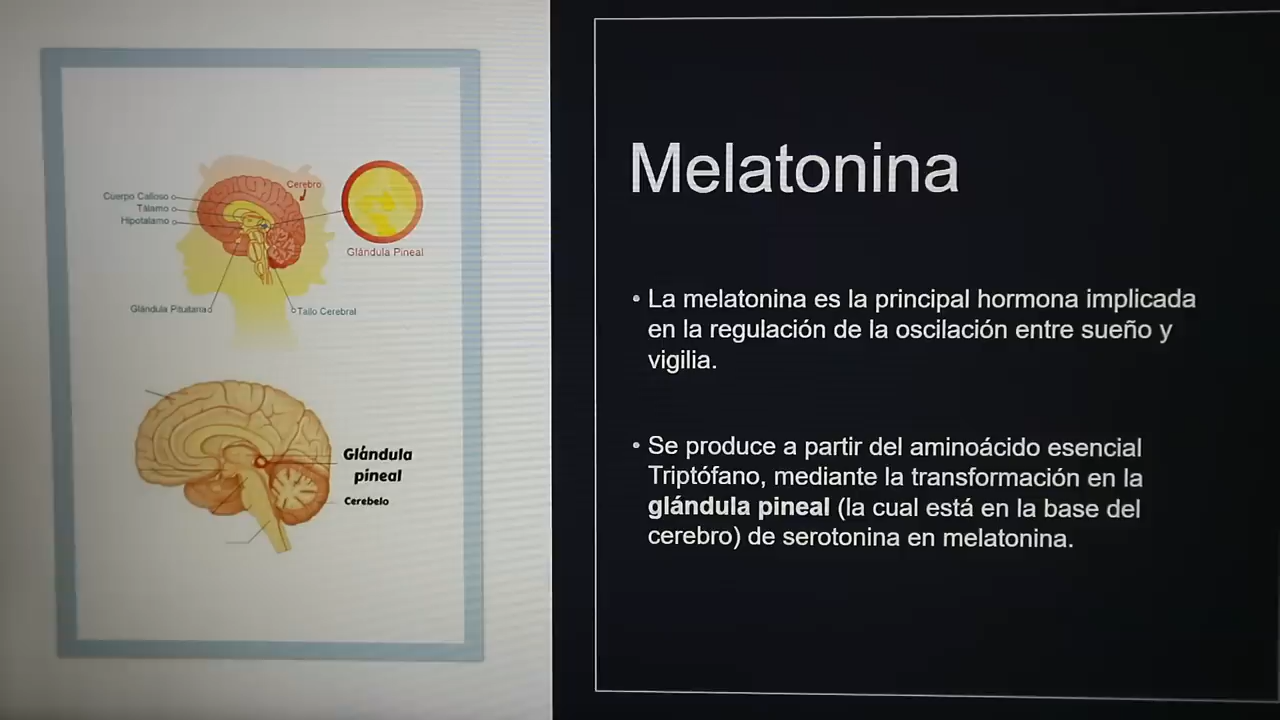 Cerebro
Cuerpo Calloso
Tálamo
Hipotálamo
Glándula Pineal
Glándula Pituitaria
Tallo Cerebral
Glándula
pineal
Cerebelo
Melatonina
• La melatonina es la principal hormona implicada
en la regulación de la oscilación entre sueño y
vigilia.
• Se produce a partir del aminoácido esencial
Triptófano, mediante la transformación en la
glándula pineal (la cual está en la base del
cerebro) de serotonina en melatonina.